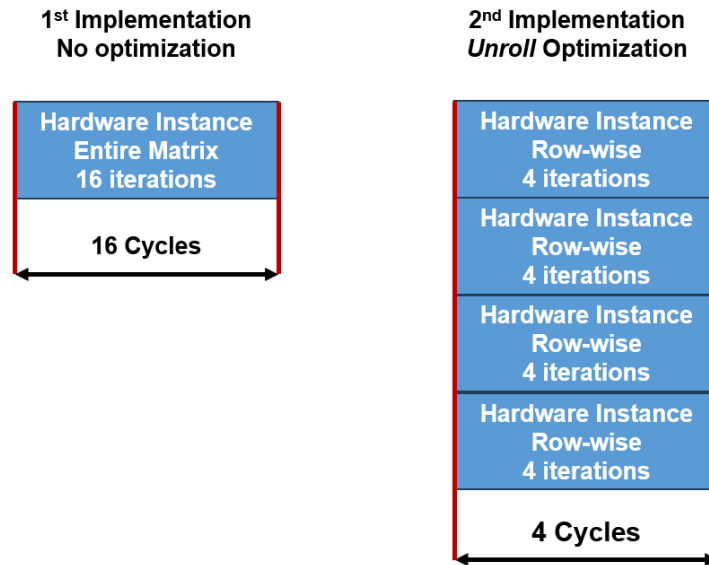 1st Implementation
No optimization
Hardware Instance
Entire Matrix
16 iterations
16 Cycles
2nd Implementation
Unroll Optimization
Hardware Instance
Row-wise
4 iterations
Hardware Instance
Row-wise
4 iterations
Hardware Instance
Row-wise
4 iterations
Hardware Instance
Row-wise
4 iterations
4 Cycles